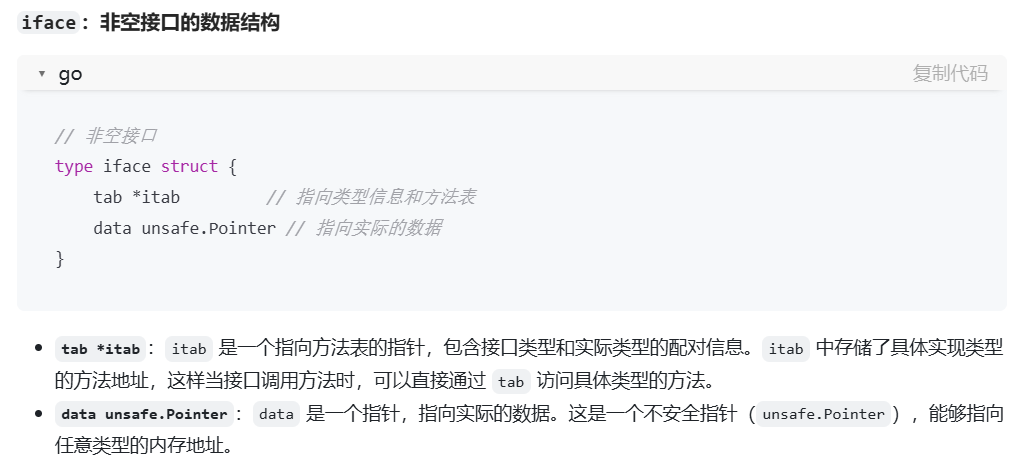 iface：非空接口的数据结构
▼ go 复制代码
// 非空接口
type iface struct {
    tab *itab         // 指向类型信息和方法表
    data unsafe.Pointer // 指向实际的数据
}
• tab *itab：itab 是一个指向方法表的指针，包含接口类型和实际类型的配对信息。itab 中存储了具体实现类型
的方法地址，这样当接口调用方法时，可以直接通过 tab 访问具体类型的方法。
• data unsafe.Pointer：data 是一个指针，指向实际的数据。这是一个不安全指针（unsafe.Pointer），能够指向
任意类型的内存地址。